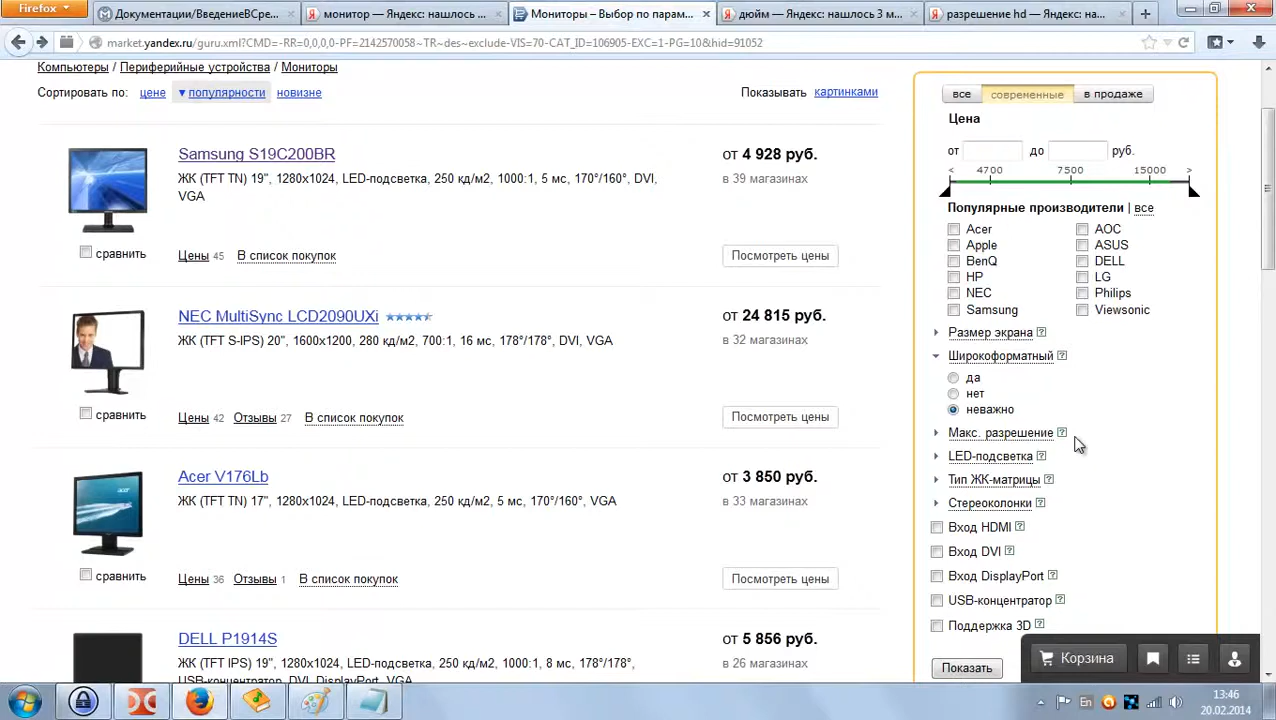 Firefox
Документации/ВведениеВСре...
монитор — Яндекс: нашлось ...
Мониторы – Выбор по парам...
дюйм — Яндекс: нашлось 3 м...
разрешение hd — Яндекс: на...
market.yandex.ru/guru.xml?CMD=-RR=0,0,0,0-PF=2142570058~TR~des~exclude-VIS=70-CAT_ID=106905-EXC=1-PG=10&hid=91052
Компьютеры / Периферийные устройства / Мониторы
Сортировать по: цене ▼популярности новизне
Показывать картинками
Samsung S19C200BR
ЖК (TFT TN) 19", 1280x1024, LED-подсветка, 250 кд/м2, 1000:1, 5 мс, 170°/160°, DVI,
VGA
от 4 928 руб.
в 39 магазинах
сравнить
Цены 45 В список покупок
Посмотреть цены
NEC MultiSync LCD2090UXi
ЖК (TFT S-IPS) 20", 1600x1200, 280 кд/м2, 700:1, 16 мс, 178°/178°, DVI, VGA
от 24 815 руб.
в 32 магазинах
сравнить
Цены 42 Отзывы 27 В список покупок
Посмотреть цены
Acer V176Lb
ЖК (TFT TN) 17", 1280x1024, LED-подсветка, 250 кд/м2, 5 мс, 170°/160°, VGA
от 3 850 руб.
в 33 магазинах
сравнить
Цены 36 Отзывы 1 В список покупок
Посмотреть цены
DELL P1914S
ЖК (TFT IPS) 19", 1280x1024, LED-подсветка, 250 кд/м2, 1000:1, 8 мс, 178°/178°,
USB-концентратор, DVI, DisplayPort, VGA
от 5 856 руб.
в 26 магазинах
все современные в продаже
Цена
от до руб.
< 4700 7500 15000 >
Популярные производители | все
Acer AOC
Apple ASUS
BenQ DELL
HP LG
NEC Philips
Samsung Viewsonic
Размер экрана ?
Широкоформатный ?
да
нет
неважно
Макс. разрешение ?
LED-подсветка ?
Тип ЖК-матрицы ?
Стереоколонки ?
Вход HDMI ?
Вход DVI ?
Вход DisplayPort ?
USB-концентратор ?
Поддержка 3D ?
Показать
Корзина
En
13:46
20.02.2014